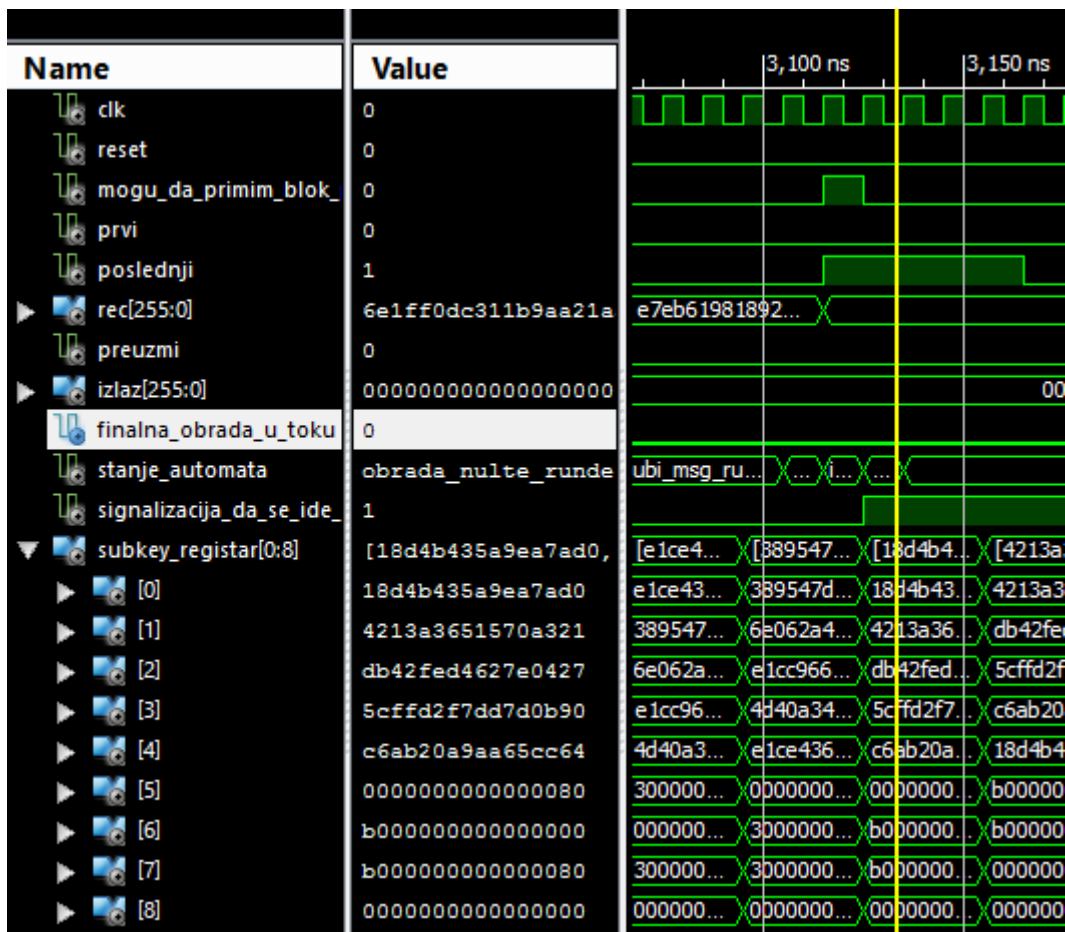 Name Value 3,100 ns 3,150 ns
clk 0
reset 0
mogu_da_primim_blok_ 0
prvi 0
poslednji 1
rec[255:0] 6e1ff0dc311b9aa21a e7eb61981892...
preuzmi 0
izlaz[255:0] 000000000000000000 00
finalna_obrada_u_toku 0
stanje_automata obrada_nulte_runde ubi_msg_ru... ... i... ...
signalizacija_da_se_ide_ 1
subkey_registar[0:8] [18d4b435a9ea7ad0, [e1ce4... [389547... [18d4b4... [4213a
[0] 18d4b435a9ea7ad0 e1ce43... 389547d... 18d4b43... 4213a3
[1] 4213a3651570a321 389547... 6e062a4... 4213a36... db42fe
[2] db42fed4627e0427 6e062a... e1cc966... db42fed... 5cffd2f
[3] 5cffd2f7dd7d0b90 e1cc96... 4d40a34... 5cffd2f7... c6ab20
[4] c6ab20a9aa65cc64 4d40a3... e1ce436... c6ab20a... 18d4b4
[5] 0000000000000080 300000... 0000000... 0000000... b00000
[6] b000000000000000 000000... 3000000... b000000... b00000
[7] b000000000000080 300000... 3000000... b000000... 000000
[8] 0000000000000000 000000... 0000000... 0000000... 000000